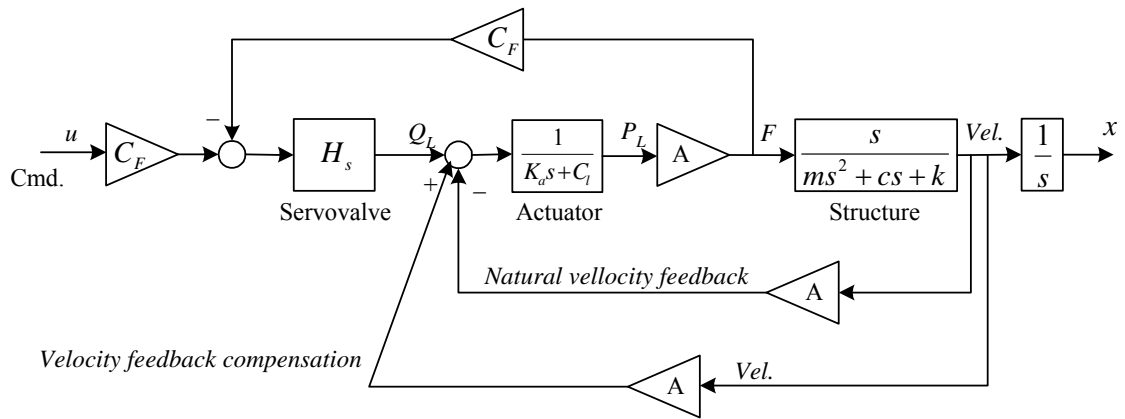 C_F
−
u
Cmd.
C_F
H_s
Servovalve
Q_L
+
−
1
K_a s+C_l
Actuator
P_L
A
F
s
ms^2+cs+k
Structure
Vel.
1
s
x
Natural vellocity feedback
A
Velocity feedback compensation
A
Vel.